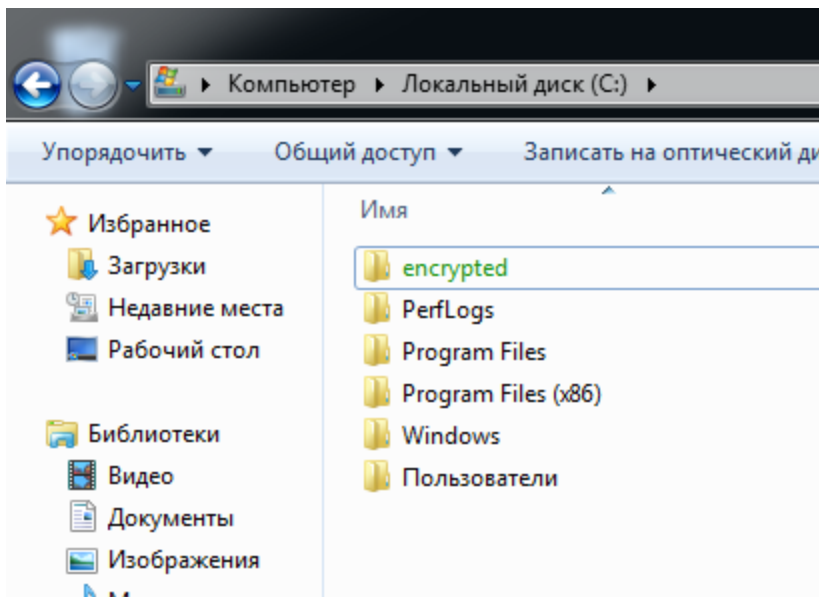 Компьютер Локальный диск (C:)
Упорядочить Общий доступ Записать на оптический
Имя
Избранное
Загрузки
Недавние места
Рабочий стол
Библиотеки
Видео
Документы
Изображения
encrypted
PerfLogs
Program Files
Program Files (x86)
Windows
Пользователи